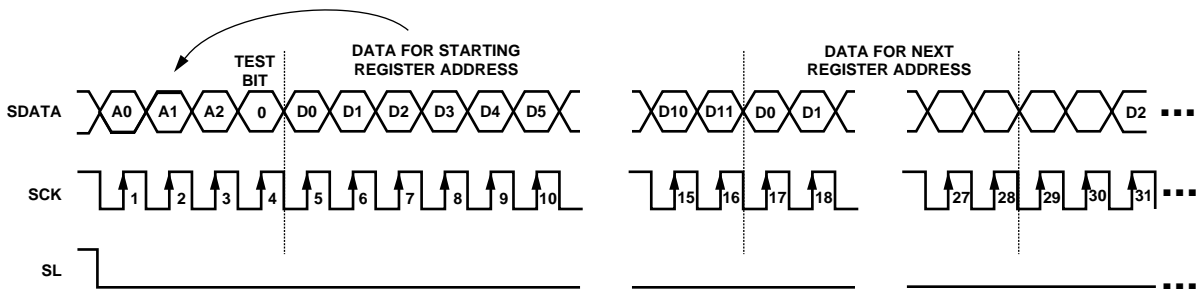 TEST
BIT
DATA FOR STARTING
REGISTER ADDRESS
DATA FOR NEXT
REGISTER ADDRESS
SDATA A0 A1 A2 0 D0 D1 D2 D3 D4 D5 D10 D11 D0 D1 D2 ...
SCK 1 2 3 4 5 6 7 8 9 10 15 16 17 18 27 28 29 30 31 ...
SL ...